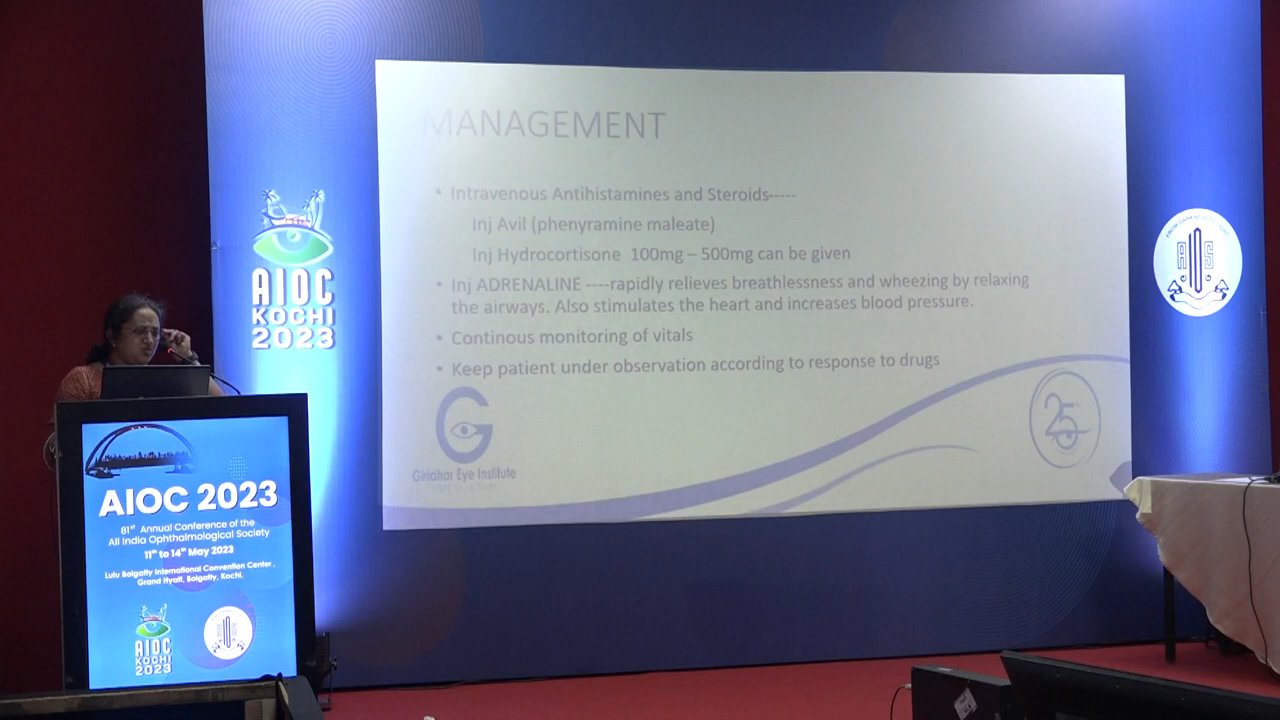 MANAGEMENT
• Intravenous Antihistamines and Steroids-----
Inj Avil (phenyramine maleate)
Inj Hydrocortisone 100mg – 500mg can be given
• Inj ADRENALINE ----rapidly relieves breathlessness and wheezing by relaxing
the airways. Also stimulates the heart and increases blood pressure.
• Continous monitoring of vitals
• Keep patient under observation according to response to drugs
Giridhar Eye Institute
25
AIOC
KOCHI
2023
AIOS
AIOC 2023
81st Annual Conference of the
All India Ophthalmological Society
11th to 14th May 2023
Lulu Bolgatty International Convention Center,
Grand Hyatt, Bolgatty, Kochi,
AIOC
KOCHI
2023